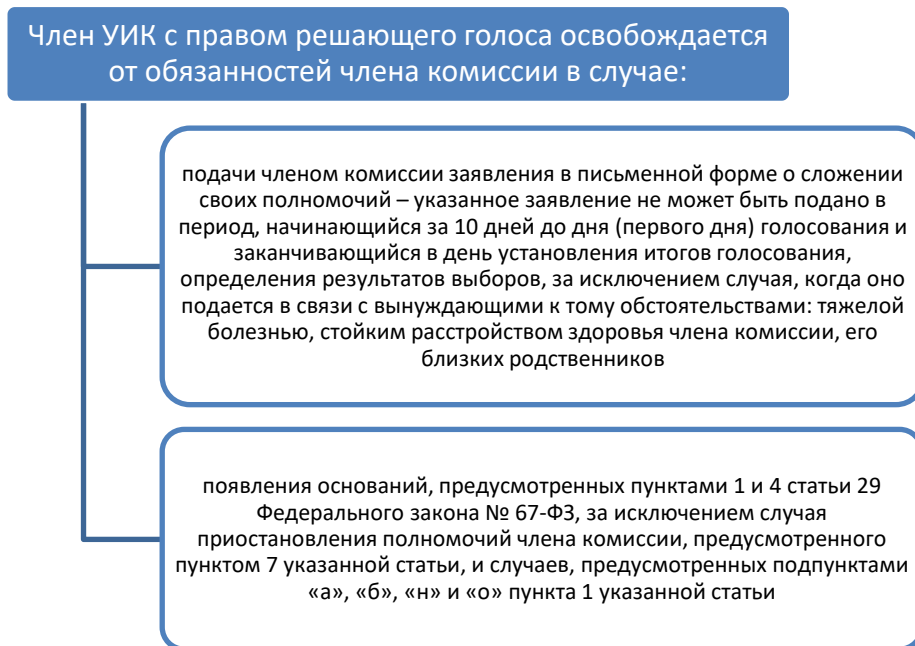 Член УИК с правом решающего голоса освобождается
от обязанностей члена комиссии в случае:
подачи членом комиссии заявления в письменной форме о сложении
своих полномочий – указанное заявление не может быть подано в
период, начинающийся за 10 дней до дня (первого дня) голосования и
заканчивающийся в день установления итогов голосования,
определения результатов выборов, за исключением случая, когда оно
подается в связи с вынуждающими к тому обстоятельствами: тяжелой
болезнью, стойким расстройством здоровья члена комиссии, его
близких родственников
появления оснований, предусмотренных пунктами 1 и 4 статьи 29
Федерального закона № 67-ФЗ, за исключением случая
приостановления полномочий члена комиссии, предусмотренного
пунктом 7 указанной статьи, и случаев, предусмотренных подпунктами
«а», «б», «н» и «о» пункта 1 указанной статьи